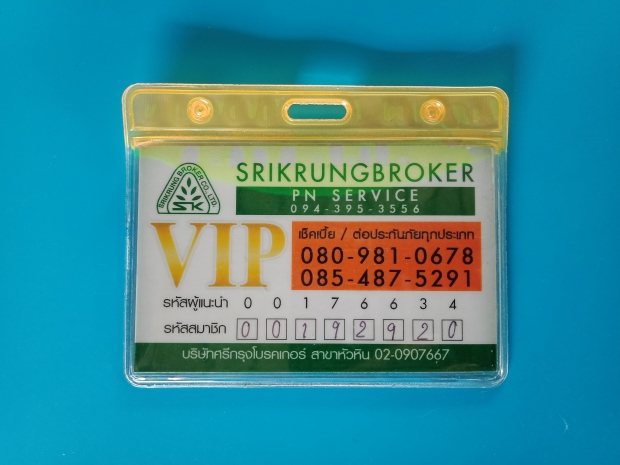 SRIKRUNG BROKER CO.,LTD.
SK
SRIKRUNGBROKER
PN SERVICE
094-395-3556
VIP
เช็คเบี้ย / ต่อประกันภัยทุกประเภท
080-981-0678
085-487-5291
รหัสผู้แนะนำ 0 0 1 7 6 6 3 4
รหัสสมาชิก 0 0 1 9 2 9 2 0
บริษัทศรีกรุงโบรคเกอร์ สาขาหัวหิน 02-0907667